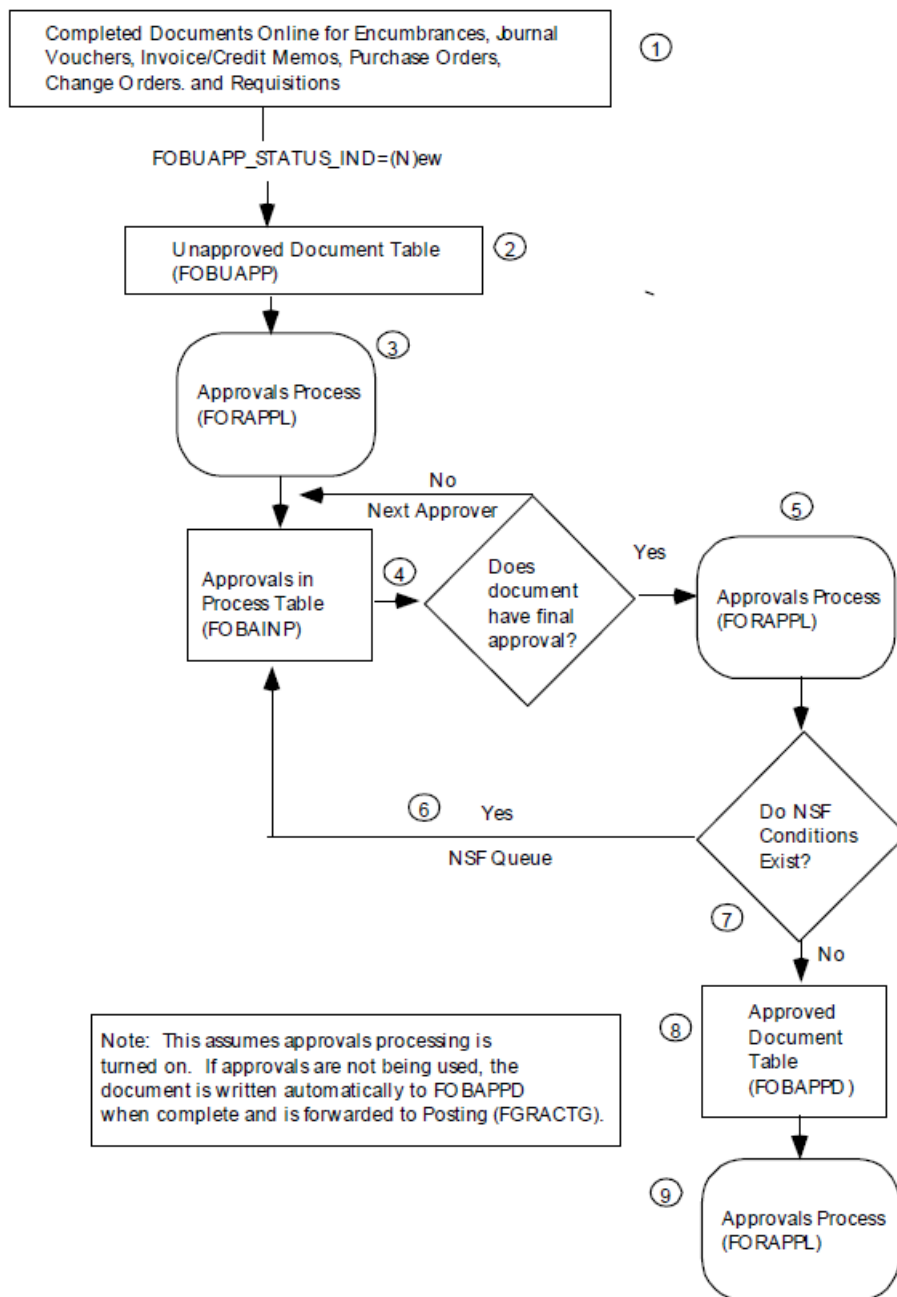 Completed Documents Online for Encumbrances, Journal
Vouchers, Invoice/Credit Memos, Purchase Orders,
Change Orders. and Requisitions
1
FOBUAPP_STATUS_IND=(N)ew
Unapproved Document Table
(FOBUAPP)
2
3
Approvals Process
(FORAPPL)
No
Next Approver
5
Approvals in
Process Table
(FOBAINP)
4
Does
document
have final
approval?
Yes
Approvals Process
(FORAPPL)
6
Yes
NSF Queue
Do NSF
Conditions
Exist?
7
No
Note: This assumes approvals processing is
turned on. If approvals are not being used, the
document is written automatically to FOBAPPD
when complete and is forwarded to Posting (FGRACTG).
8
Approved
Document
Table
(FOBAPPD)
9
Approvals Process
(FORAPPL)